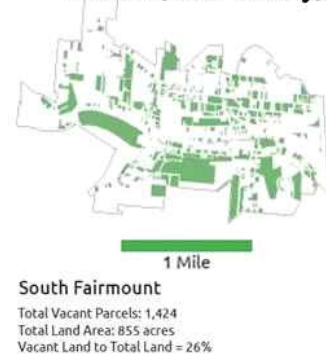 1 Mile
South Fairmount
Total Vacant Parcels: 1,424
Total Land Area: 855 acres
Vacant Land to Total Land = 26%